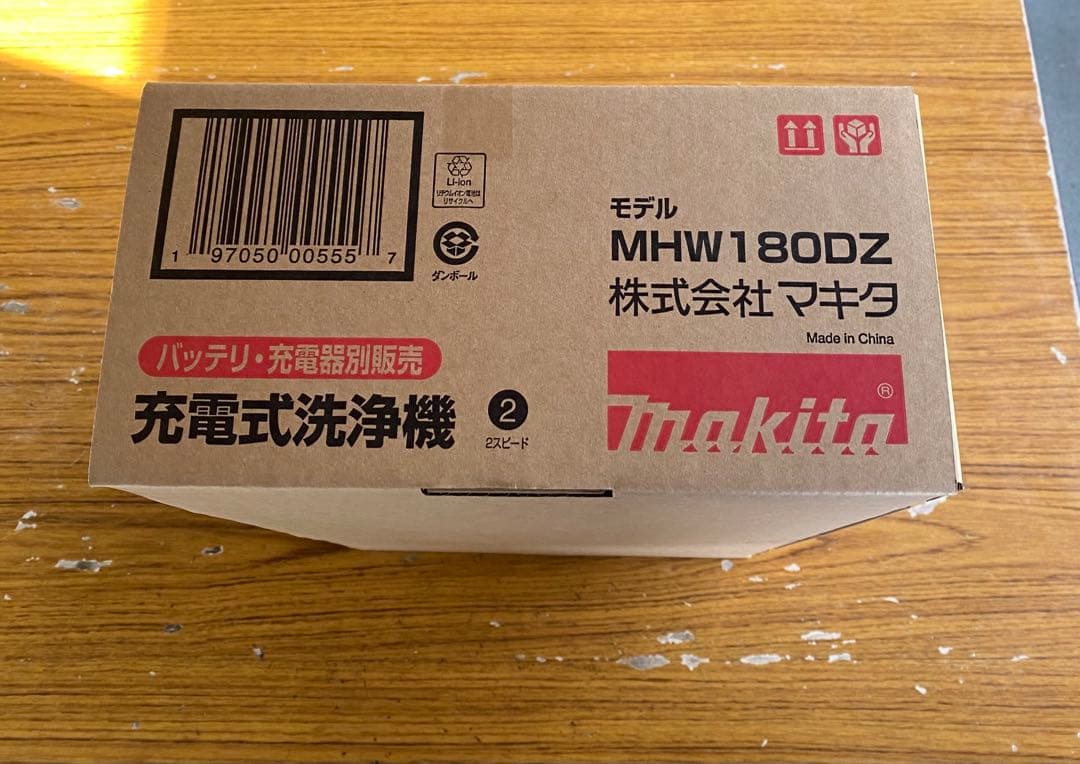 1 97050 00555 7
Li-ion
リチウムイオン電池は
リサイクルへ
ダンボール
バッテリ・充電器別販売
充電式洗浄機
2
2スピード
モデル
MHW180DZ
株式会社マキタ
Made in China
makita®